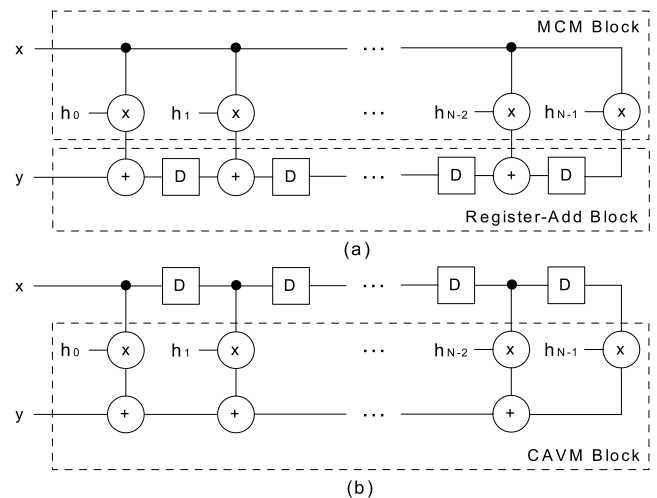 MCM Block
x
h0 x h1 x ... hN-2 x hN-1 x
y + D + D ... D + D
Register-Add Block
(a)
x D D ... D D
h0 x h1 x ... hN-2 x hN-1 x
y + + ... +
CAVM Block
(b)